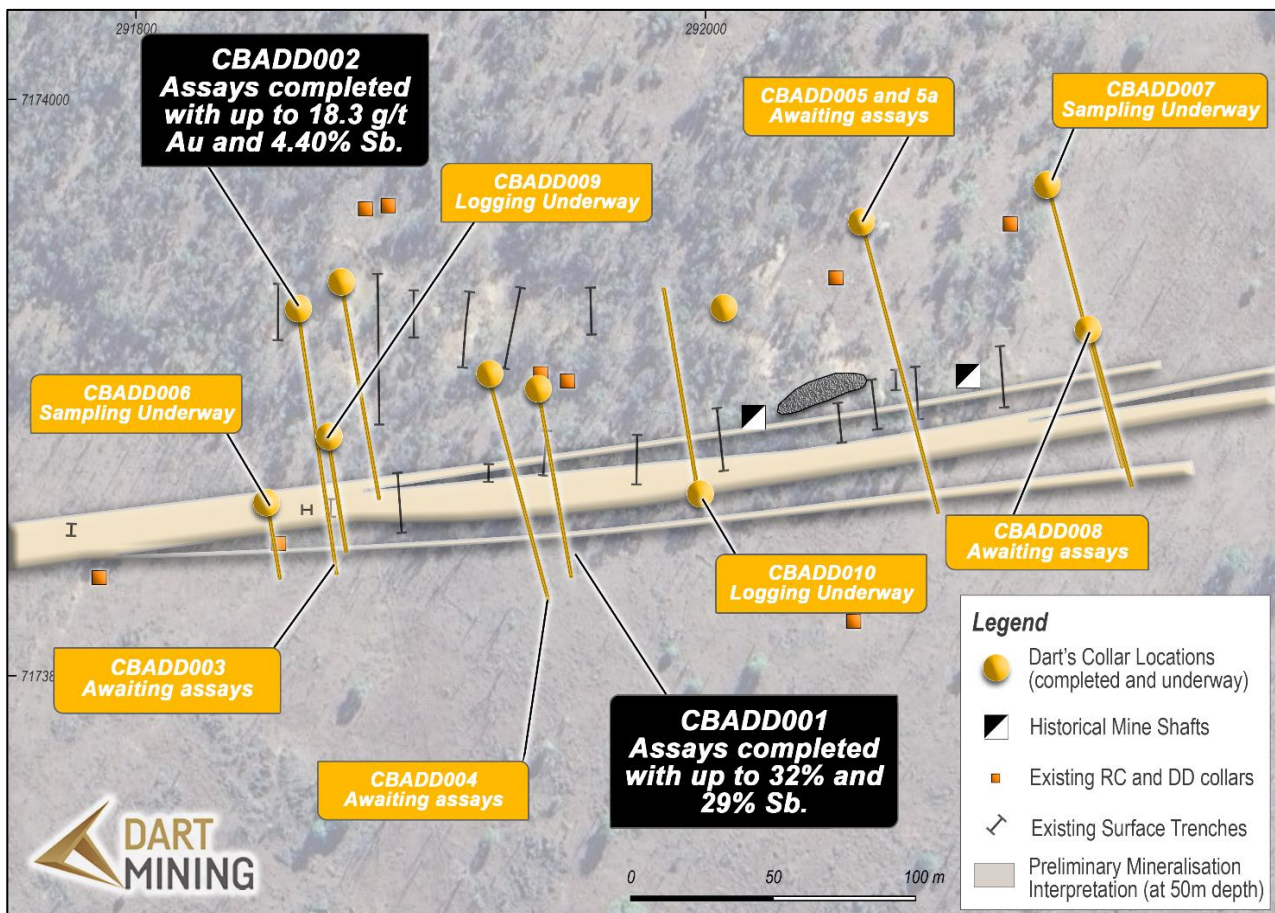 291800
292000
7174000
CBADD002
Assays completed
with up to 18.3 g/t
Au and 4.40% Sb.
CBADD009
Logging Underway
CBADD005 and 5a
Awaiting assays
CBADD007
Sampling Underway
CBADD006
Sampling Underway
CBADD003
Awaiting assays
CBADD004
Awaiting assays
CBADD001
Assays completed
with up to 32% and
29% Sb.
CBADD010
Logging Underway
CBADD008
Awaiting assays
71738
Legend
Dart's Collar Locations
(completed and underway)
Historical Mine Shafts
Existing RC and DD collars
Existing Surface Trenches
Preliminary Mineralisation
Interpretation (at 50m depth)
DART
MINING
0 50 100 m